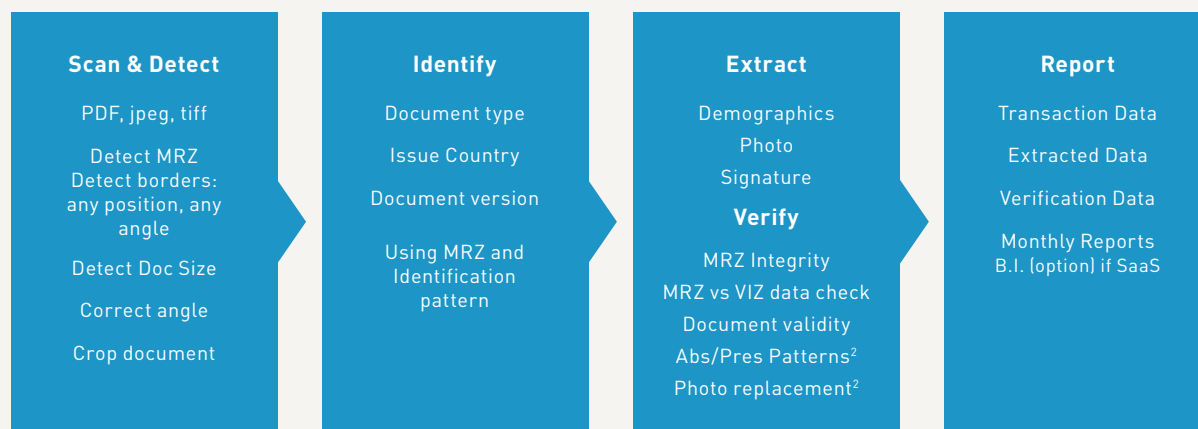 Scan & Detect
PDF, jpeg, tiff
Detect MRZ
Detect borders:
any position, any
angle
Detect Doc Size
Correct angle
Crop document
Identify
Document type
Issue Country
Document version
Using MRZ and
Identification
pattern
Extract
Demographics
Photo
Signature
Verify
MRZ Integrity
MRZ vs VIZ data check
Document validity
Abs/Pres Patterns²
Photo replacement²
Report
Transaction Data
Extracted Data
Verification Data
Monthly Reports
B.I. (option) if SaaS